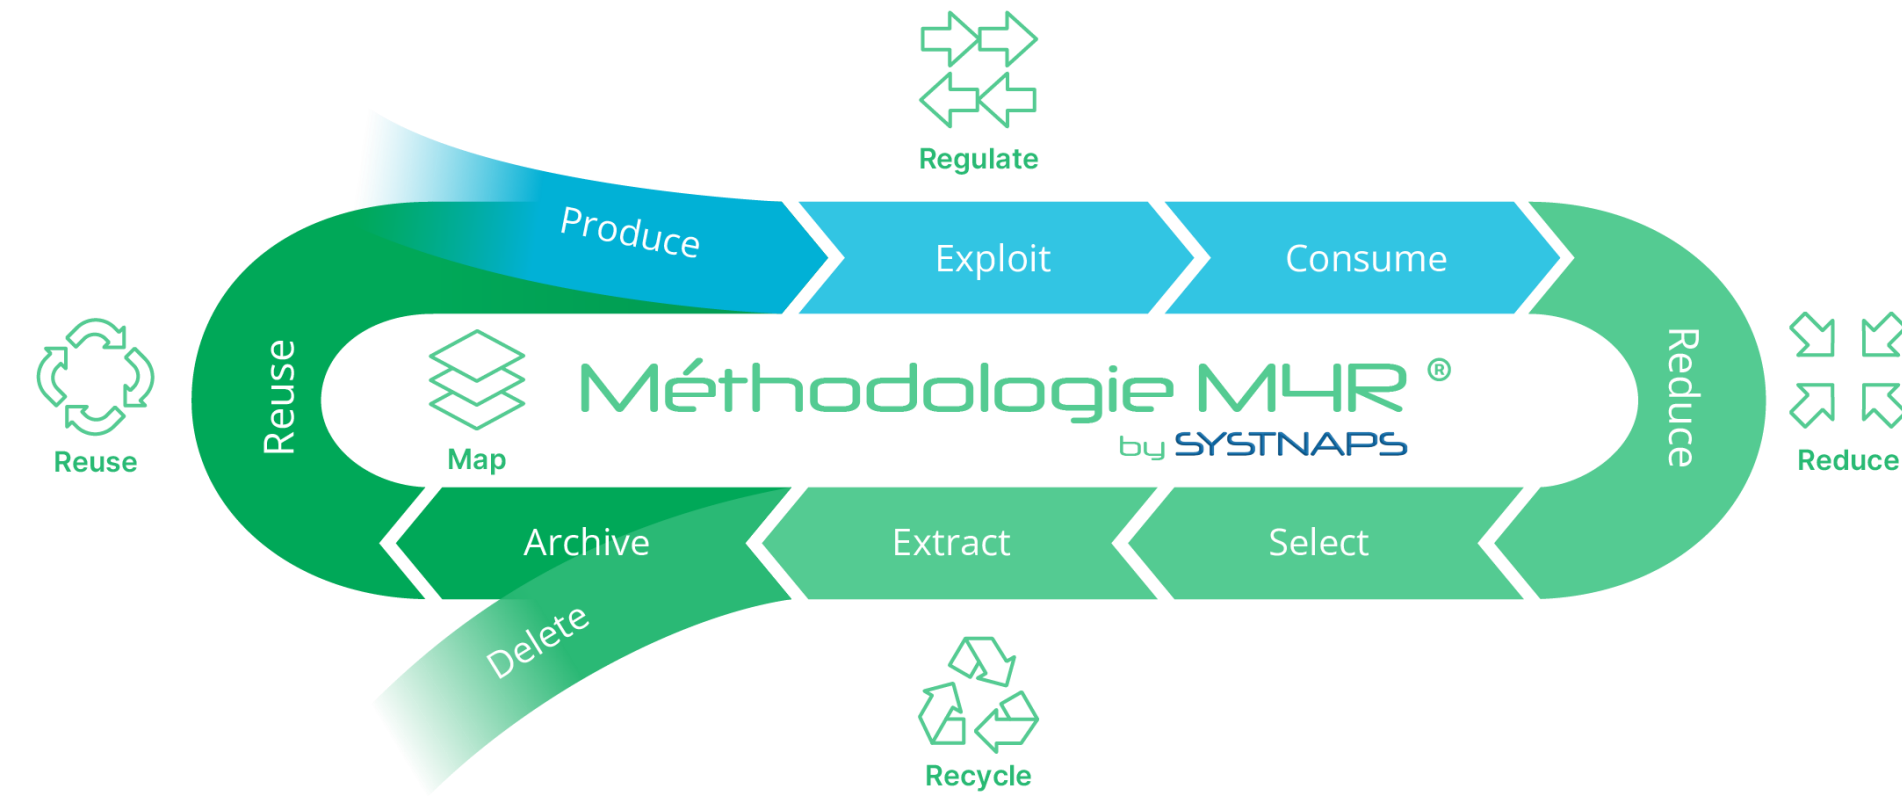 Regulate
Produce
Exploit
Consume
Reuse
Reuse
Map
Méthodologie M4R ®
by SYSTNAPS
Reduce
Reduce
Archive
Extract
Select
Delete
Recycle